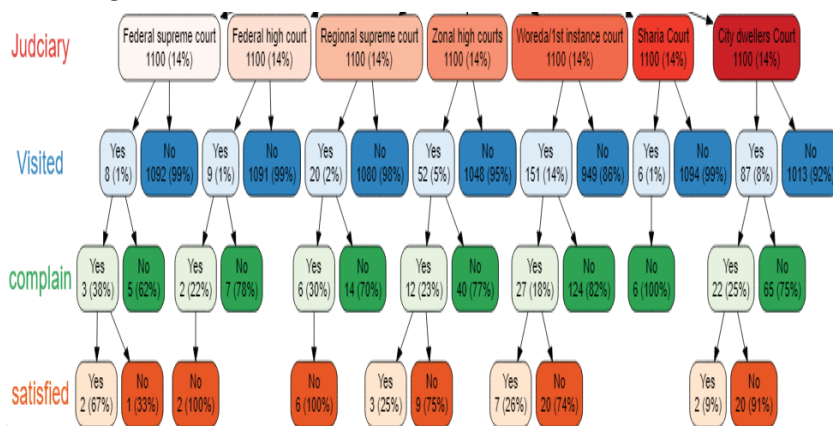 Judciary
Federal supreme court
1100 (14%)
Federal high court
1100 (14%)
Regional supreme court
1100 (14%)
Zonal high courts
1100 (14%)
Woreda/1st instance court
1100 (14%)
Sharia Court
1100 (14%)
City dwellers Court
1100 (14%)
Visited
Yes
8 (1%)
No
1092 (99%)
Yes
9 (1%)
No
1091 (99%)
Yes
20 (2%)
No
1080 (98%)
Yes
52 (5%)
No
1048 (95%)
Yes
151 (14%)
No
949 (86%)
Yes
6 (1%)
No
1094 (99%)
Yes
87 (8%)
No
1013 (92%)
complain
Yes
3 (38%)
No
5 (62%)
Yes
2 (22%)
No
7 (78%)
Yes
6 (30%)
No
14 (70%)
Yes
12 (23%)
No
40 (77%)
Yes
27 (18%)
No
124 (82%)
No
6 (100%)
Yes
22 (25%)
No
65 (75%)
satisfied
Yes
2 (67%)
No
1 (33%)
No
2 (100%)
No
6 (100%)
Yes
3 (25%)
No
9 (75%)
Yes
7 (26%)
No
20 (74%)
Yes
2 (9%)
No
20 (91%)